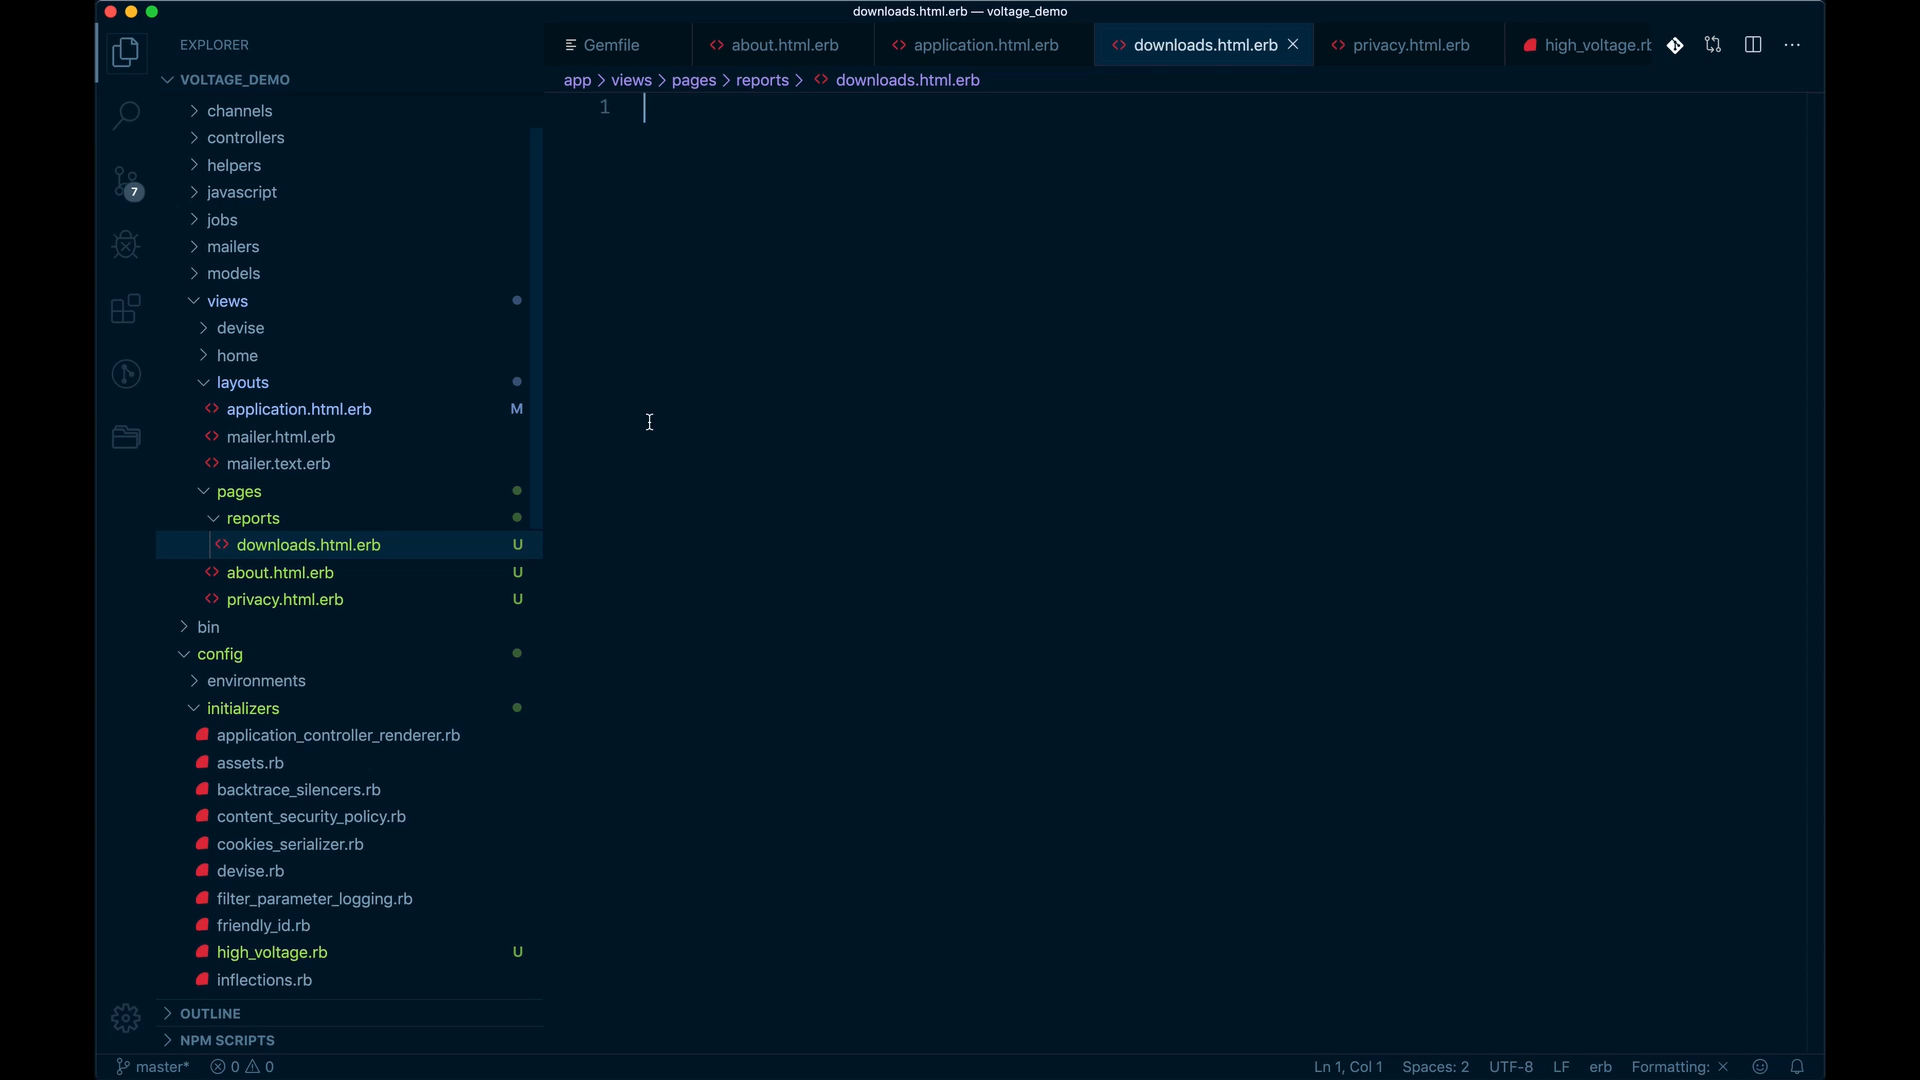 downloads.html.erb — voltage_demo
EXPLORER
Gemfile
about.html.erb
application.html.erb
downloads.html.erb
privacy.html.erb
high_voltage.rb
VOLTAGE_DEMO
app > views > pages > reports > downloads.html.erb
1
channels
controllers
helpers
javascript
7
jobs
mailers
models
views
devise
home
layouts
application.html.erb M
mailer.html.erb
mailer.text.erb
pages
reports
downloads.html.erb U
about.html.erb U
privacy.html.erb U
bin
config
environments
initializers
application_controller_renderer.rb
assets.rb
backtrace_silencers.rb
content_security_policy.rb
cookies_serializer.rb
devise.rb
filter_parameter_logging.rb
friendly_id.rb
high_voltage.rb U
inflections.rb
OUTLINE
NPM SCRIPTS
master* 0 0 Ln 1, Col 1 Spaces: 2 UTF-8 LF erb Formatting: ×